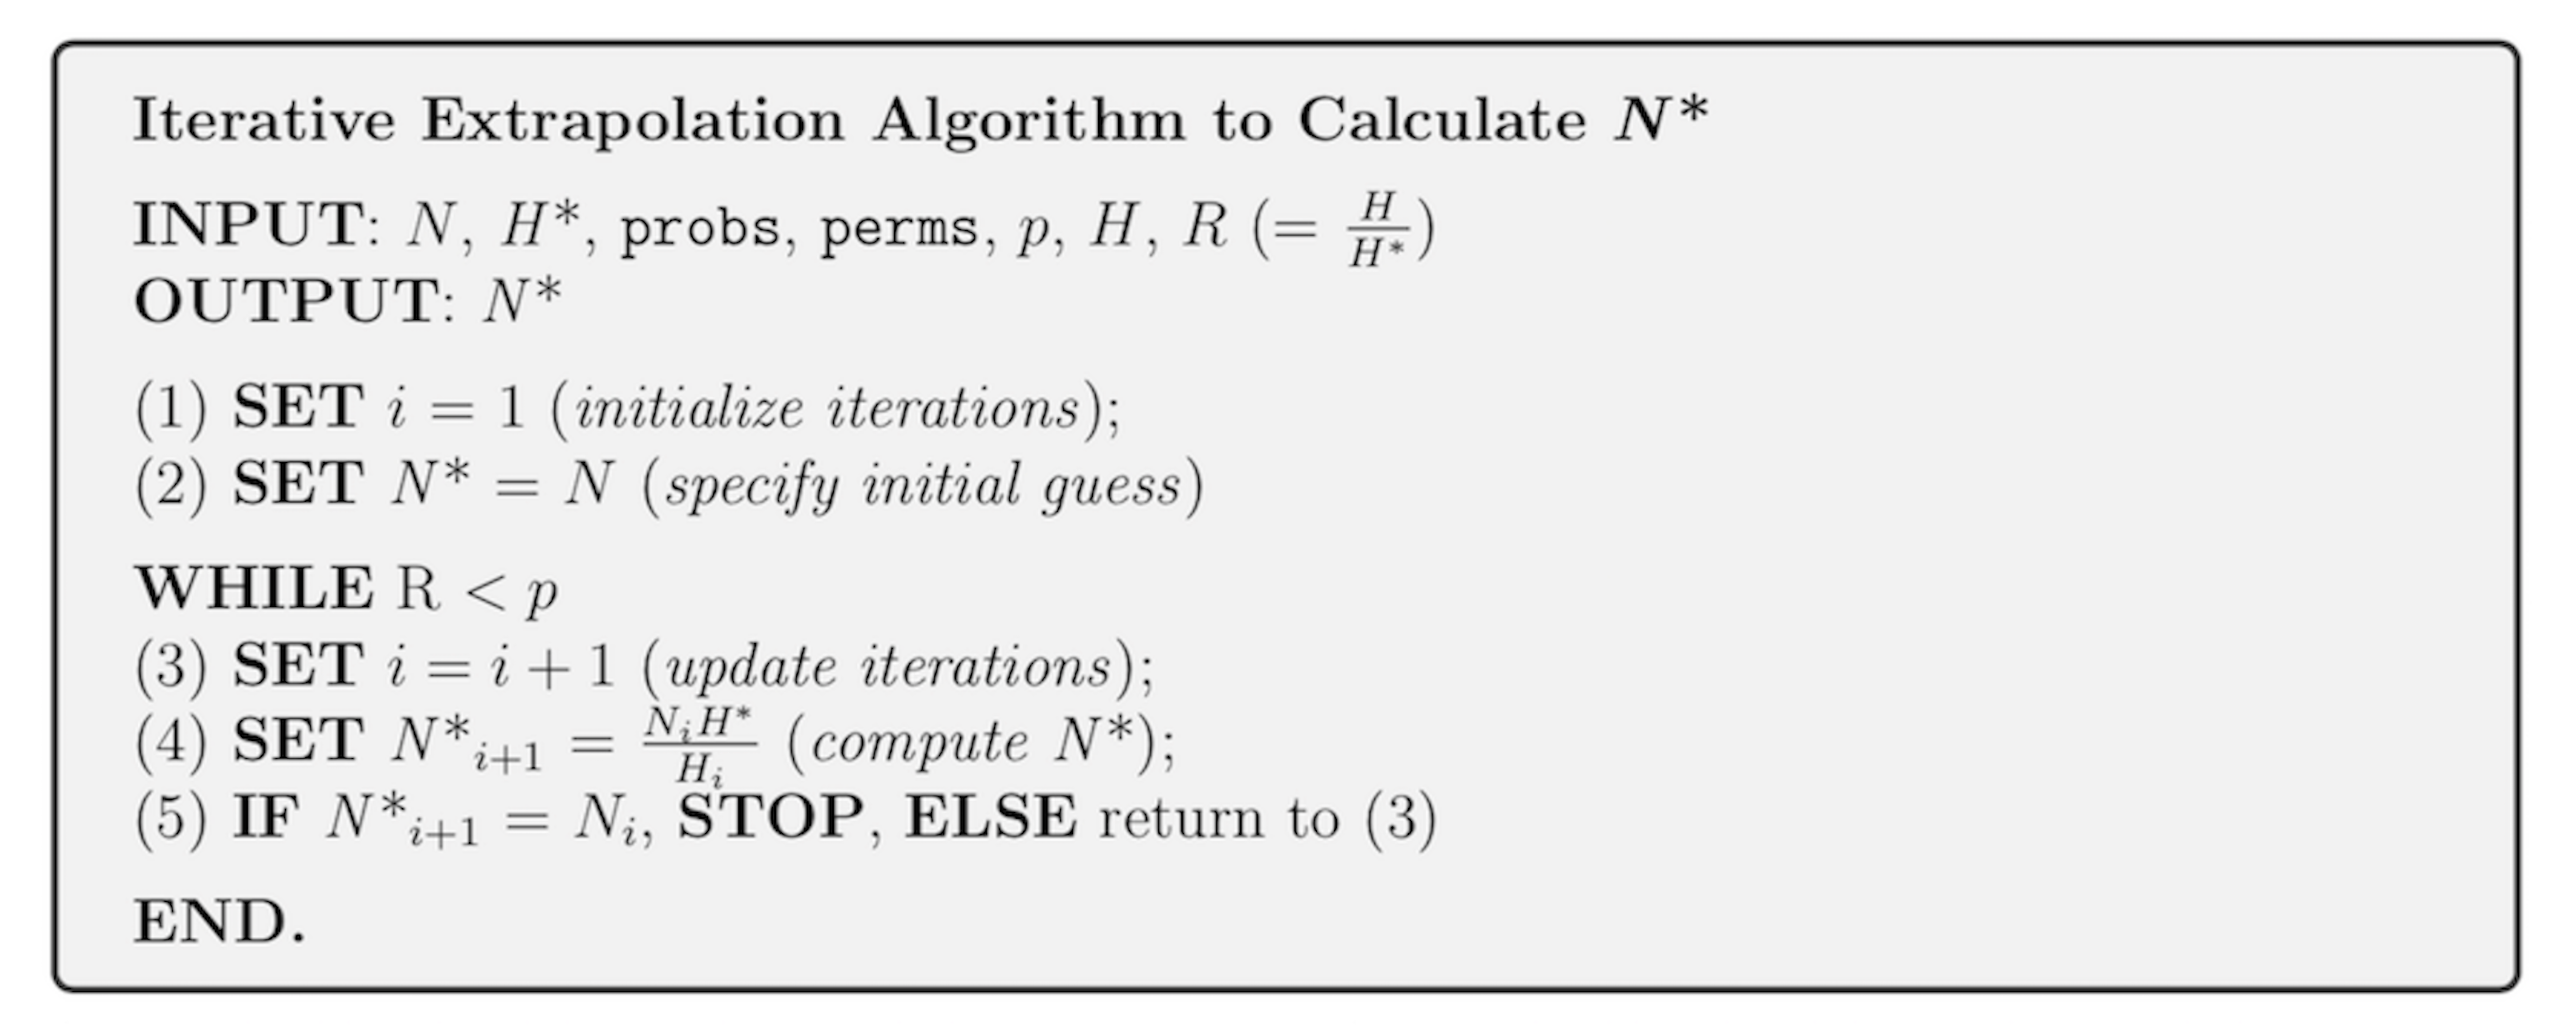 Iterative Extrapolation Algorithm to Calculate N*
INPUT: N, H*, probs, perms, p, H, R (= \frac{H}{H*})
OUTPUT: N*
(1) SET i = 1 (initialize iterations);
(2) SET N* = N (specify initial guess)
WHILE R < p
(3) SET i = i + 1 (update iterations);
(4) SET N*_{i+1} = \frac{N_i H*}{H_i} (compute N*);
(5) IF N*_{i+1} = N_i, STOP, ELSE return to (3)
END.